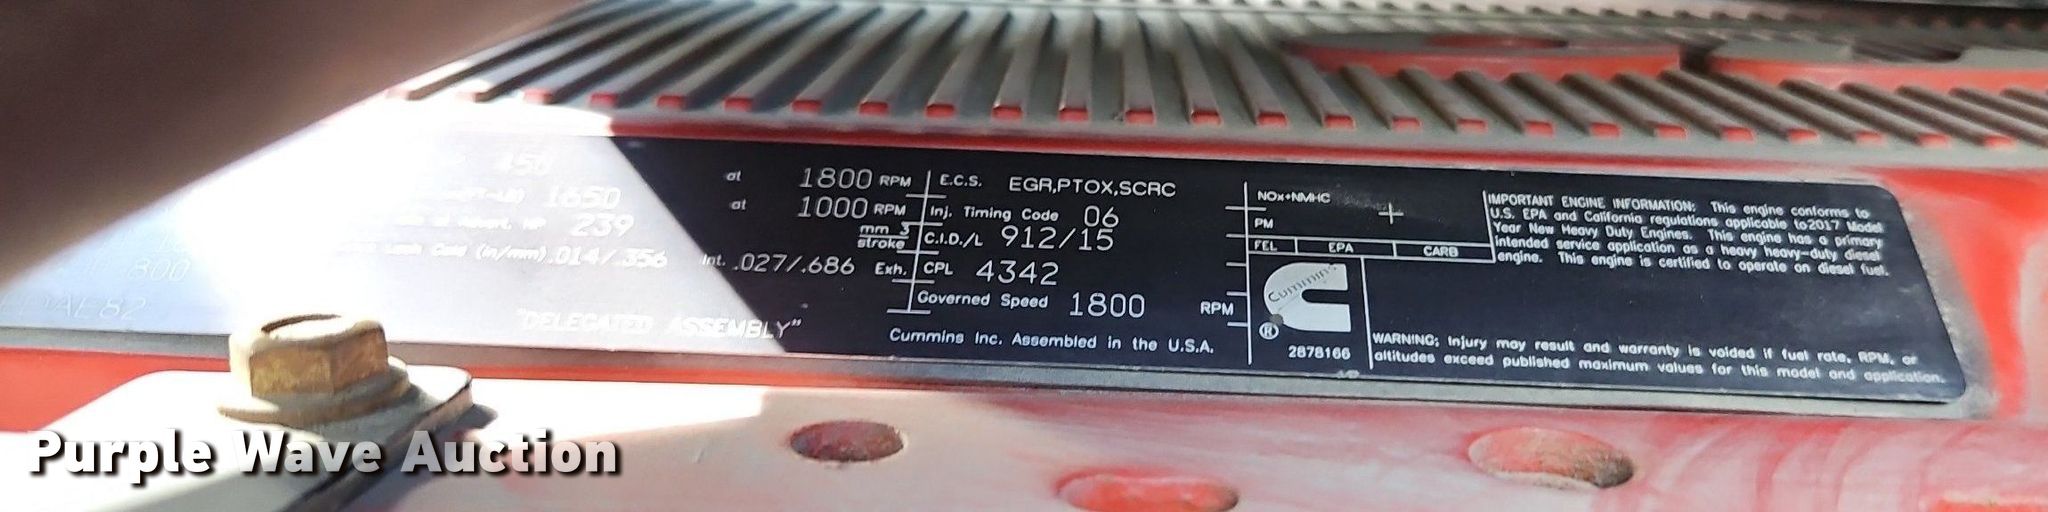 450 at 1800 RPM
1650 at 1000 RPM
239 mm 3 stroke
Cold (in/mm) .014/.356 Int. .027/.686 Exh.
800
"DELEGATED ASSEMBLY"
E.C.S. EGR,PTOX,SCRC
Inj. Timing Code 06
C.I.D./L 912/15
CPL 4342
Governed Speed 1800 RPM
Cummins Inc. Assembled in the U.S.A.
NOx+NMHC
PM
FEL EPA CARB
Cummins
®
2878166
IMPORTANT ENGINE INFORMATION: This engine conforms to
U.S. EPA and California regulations applicable to2017 Model
Year New Heavy Duty Engines. This engine has a primary
intended service application as a heavy heavy-duty diesel
engine. This engine is certified to operate on diesel fuel.
WARNING: Injury may result and warranty is voided if fuel rate, RPM, or
altitudes exceed published maximum values for this model and application.
Purple Wave Auction